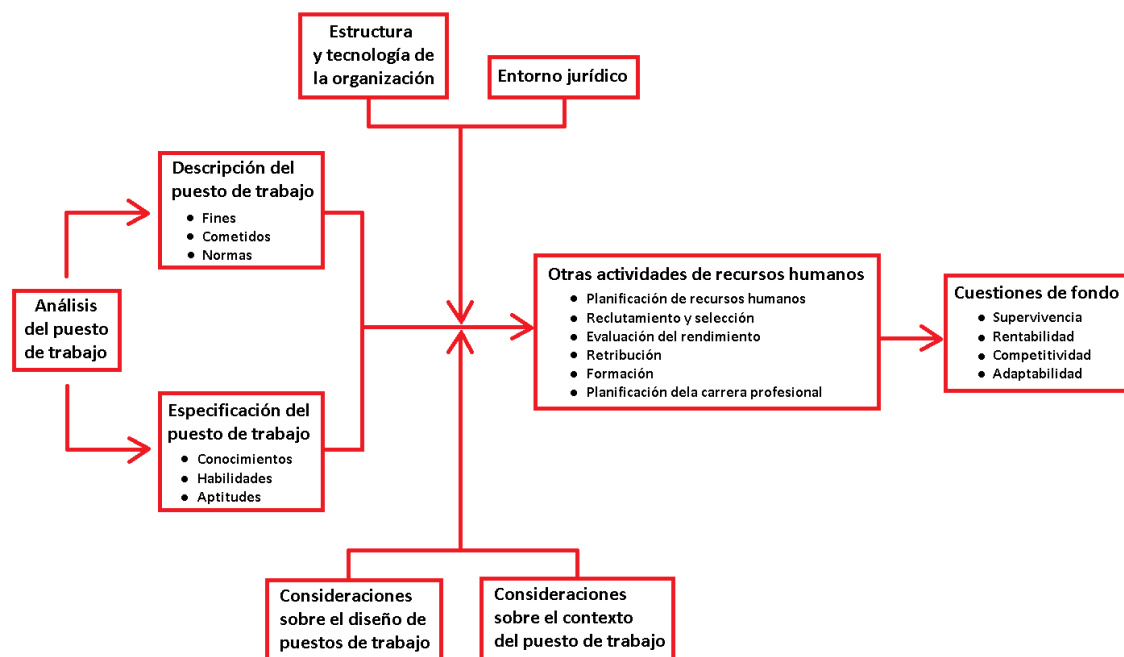 Estructura
y tecnología de
la organización
Entorno jurídico
Descripción del
puesto de trabajo
● Fines
● Cometidos
● Normas
Análisis
del puesto
de trabajo
Especificación del
puesto de trabajo
● Conocimientos
● Habilidades
● Aptitudes
Otras actividades de recursos humanos
● Planificación de recursos humanos
● Reclutamiento y selección
● Evaluación del rendimiento
● Retribución
● Formación
● Planificación dela carrera profesional
Cuestiones de fondo
● Supervivencia
● Rentabilidad
● Competitividad
● Adaptabilidad
Consideraciones
sobre el diseño de
puestos de trabajo
Consideraciones
sobre el contexto
del puesto de trabajo